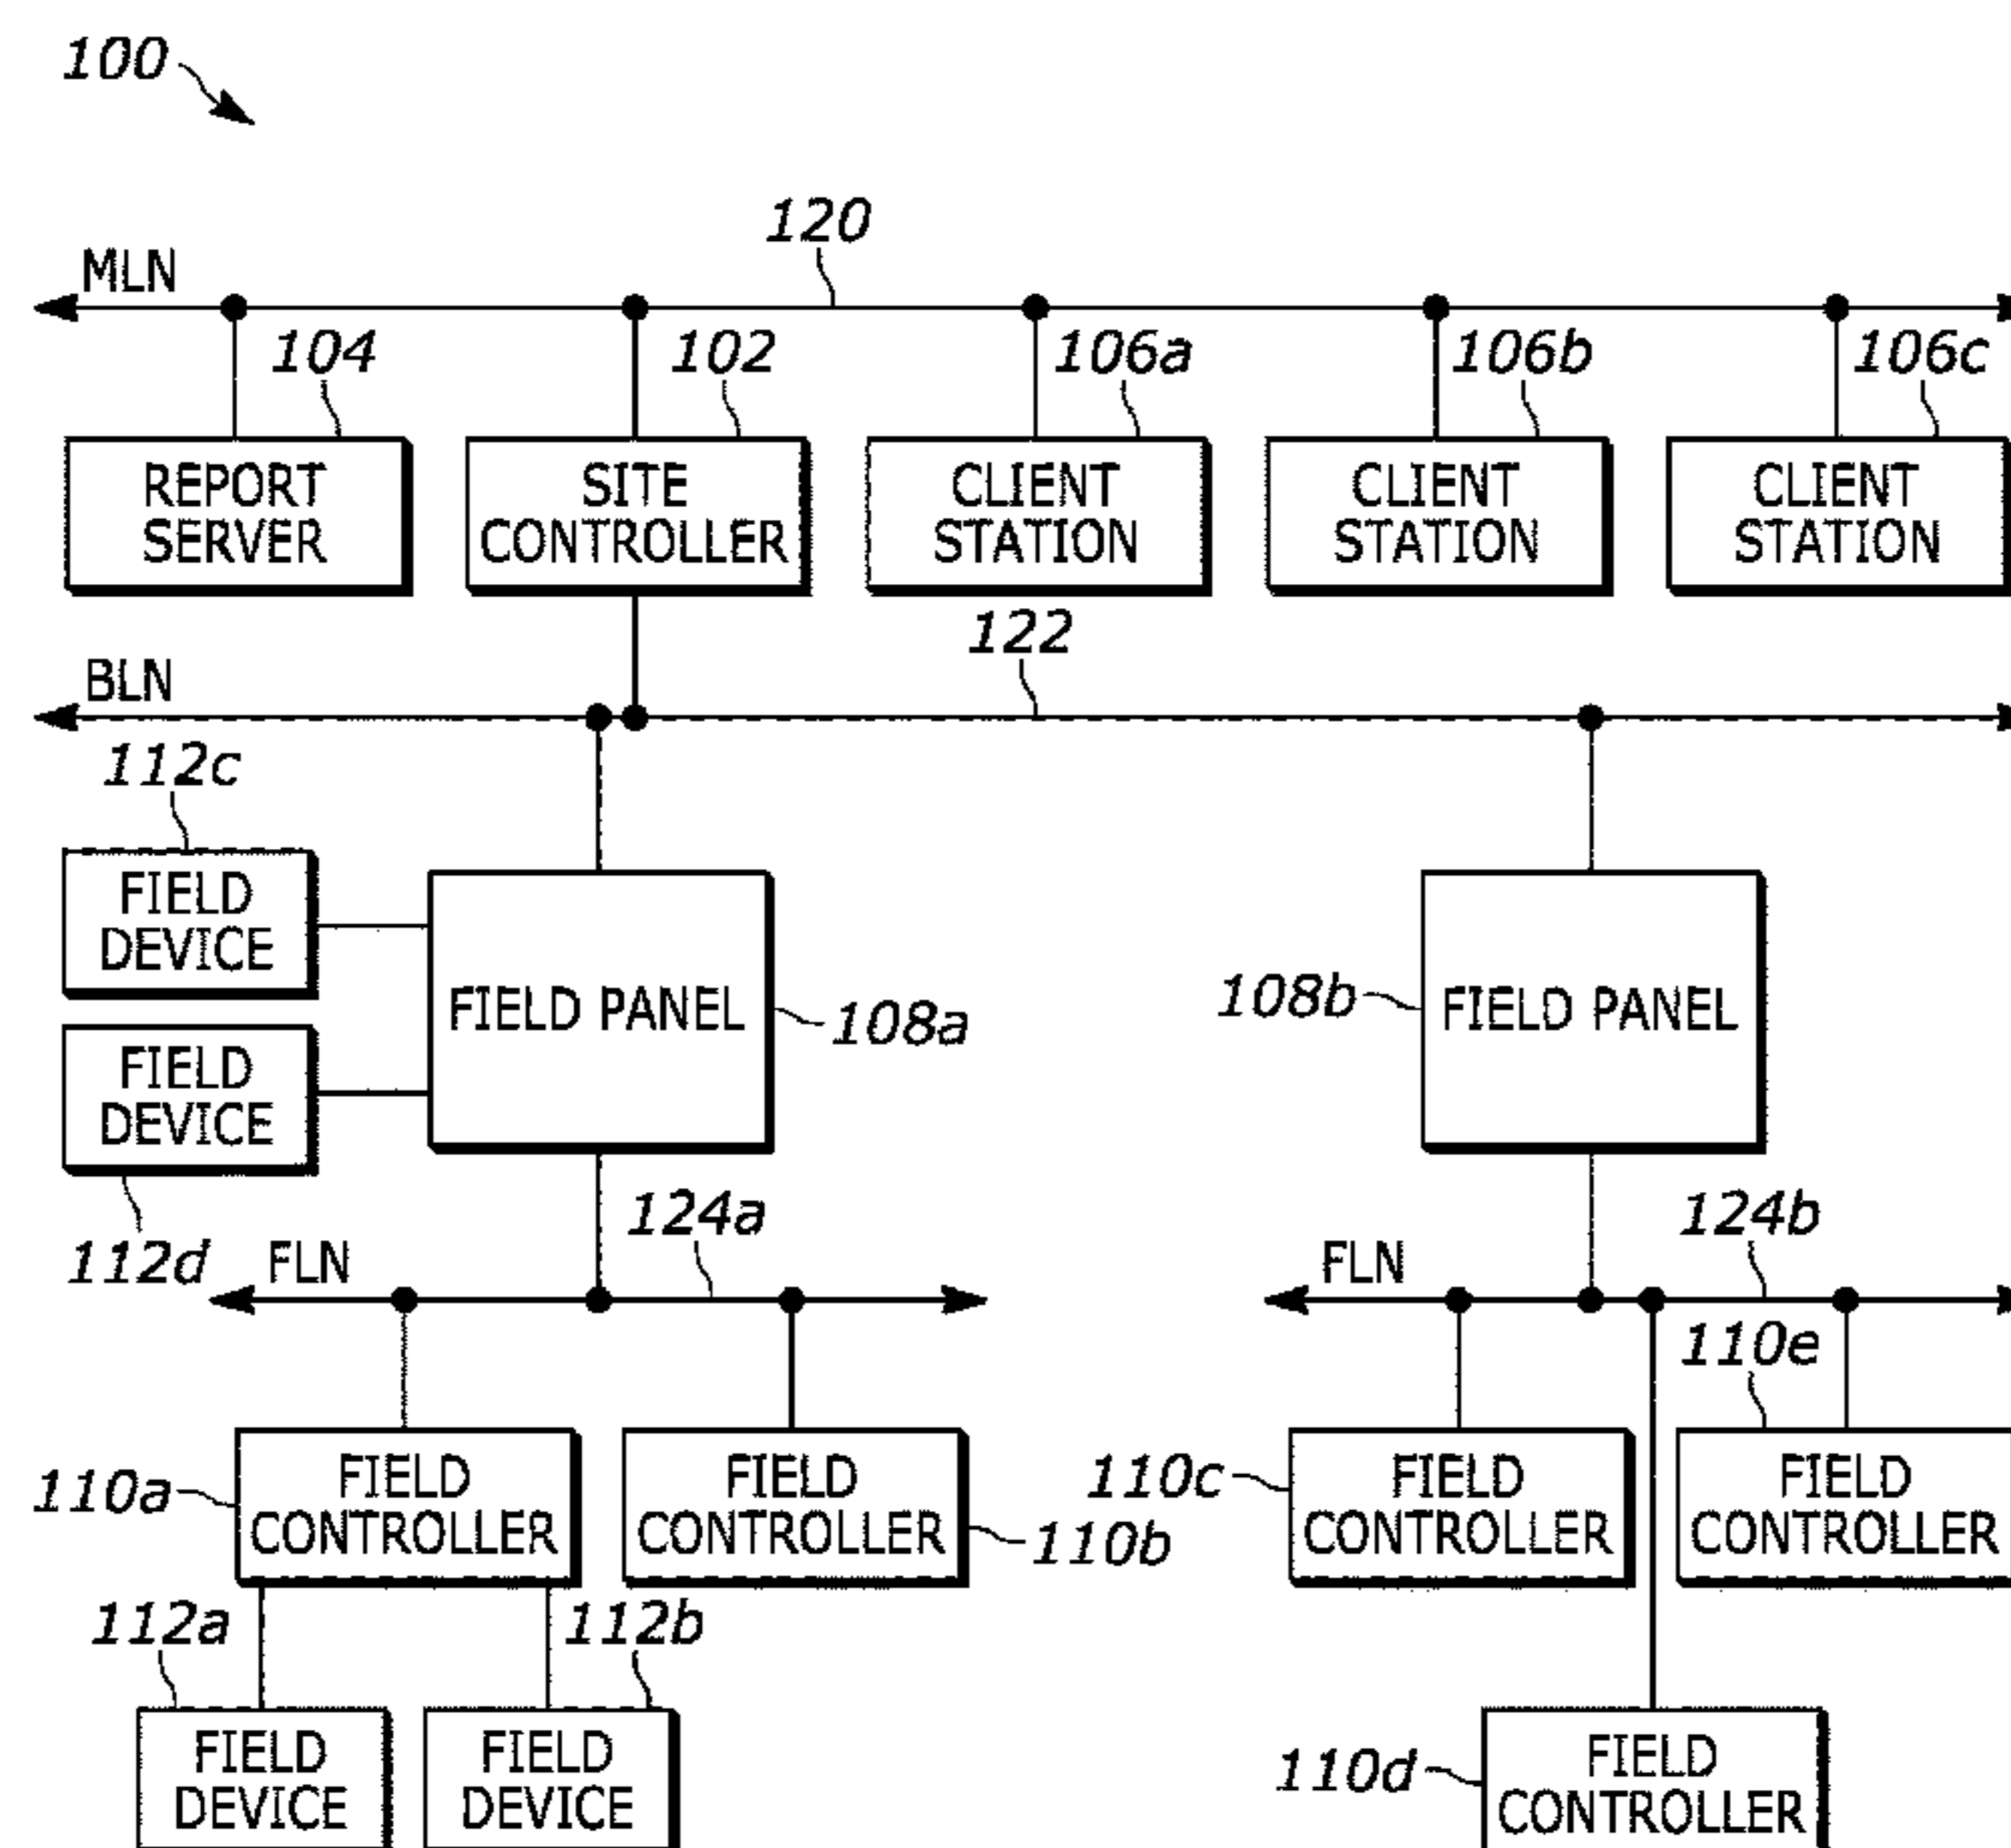 100
120
MLN
104
102
106a
106b
106c
REPORT
SERVER
SITE
CONTROLLER
CLIENT
STATION
CLIENT
STATION
CLIENT
STATION
122
BLN
112c
FIELD
DEVICE
FIELD PANEL
108a
108b
FIELD PANEL
FIELD
DEVICE
112d
124a
FLN
124b
FLN
110e
110a
FIELD
CONTROLLER
FIELD
CONTROLLER
110b
110c
FIELD
CONTROLLER
FIELD
CONTROLLER
112a
112b
FIELD
DEVICE
FIELD
DEVICE
110d
FIELD
CONTROLLER